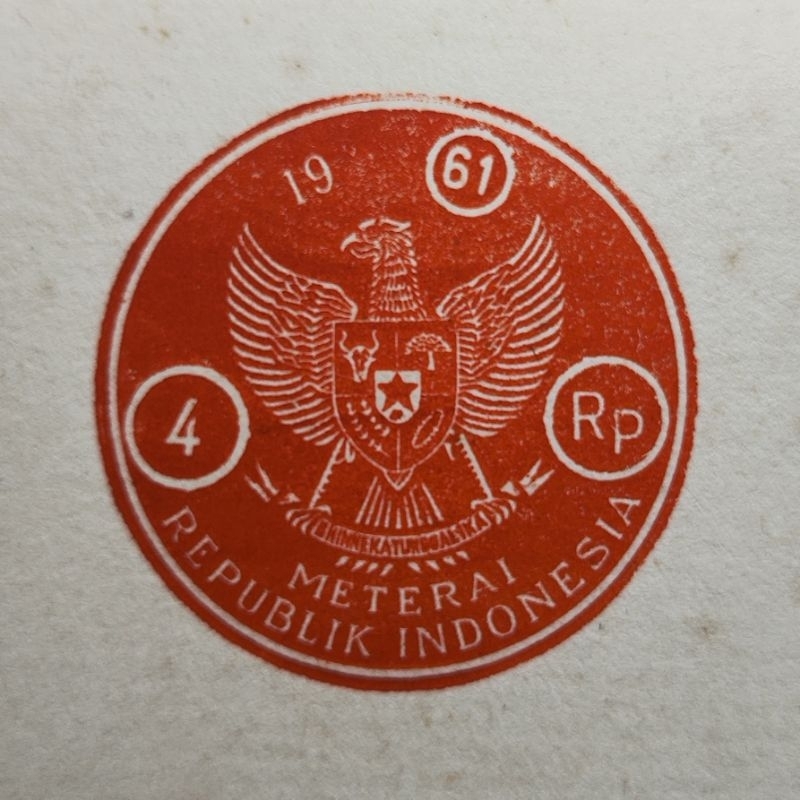 19 61
4 Rp
BHINNEKA TUNGGAL IKA
METERAI
REPUBLIK INDONESIA